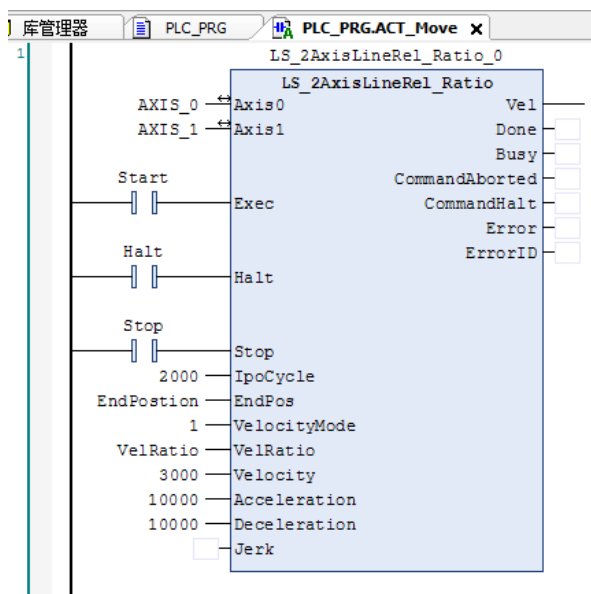 库管理器 PLC_PRG PLC_PRG.ACT_Move
1
LS_2AxisLineRel_Ratio_0
LS_2AxisLineRel_Ratio
AXIS_0 Axis0 Vel
AXIS_1 Axis1 Done
Busy
Start CommandAborted
Exec CommandHalt
Error
Halt ErrorID
Halt
Stop
Stop
2000 IpoCycle
EndPostion EndPos
1 VelocityMode
VelRatio VelRatio
3000 Velocity
10000 Acceleration
10000 Deceleration
Jerk